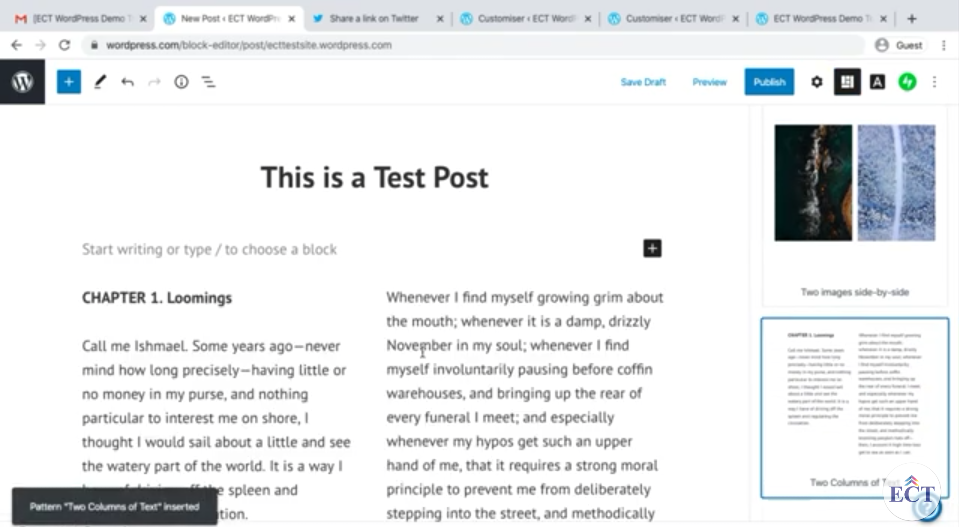 [ECT WordPress Demo T
New Post ‹ ECT WordPre
Share a link on Twitter
Customiser ‹ ECT WordP
Customiser ‹ ECT WordP
ECT WordPress Demo T
wordpress.com/block-editor/post/ecttestsite.wordpress.com
Guest
Save Draft
Preview
Publish
A
This is a Test Post
Start writing or type / to choose a block
CHAPTER 1. Loomings
Call me Ishmael. Some years ago—never
mind how long precisely—having little or
no money in my purse, and nothing
particular to interest me on shore, I
thought I would sail about a little and see
the watery part of the world. It is a way I
the spleen and
Whenever I find myself growing grim about
the mouth; whenever it is a damp, drizzly
November in my soul; whenever I find
myself involuntarily pausing before coffin
warehouses, and bringing up the rear of
every funeral I meet; and especially
whenever my hypos get such an upper
hand of me, that it requires a strong moral
principle to prevent me from deliberately
stepping into the street, and methodically
Two images side-by-side
CHAPTER 1. Loomings
Two Columns of Text
ECT
Pattern "Two Columns of Text" inserted